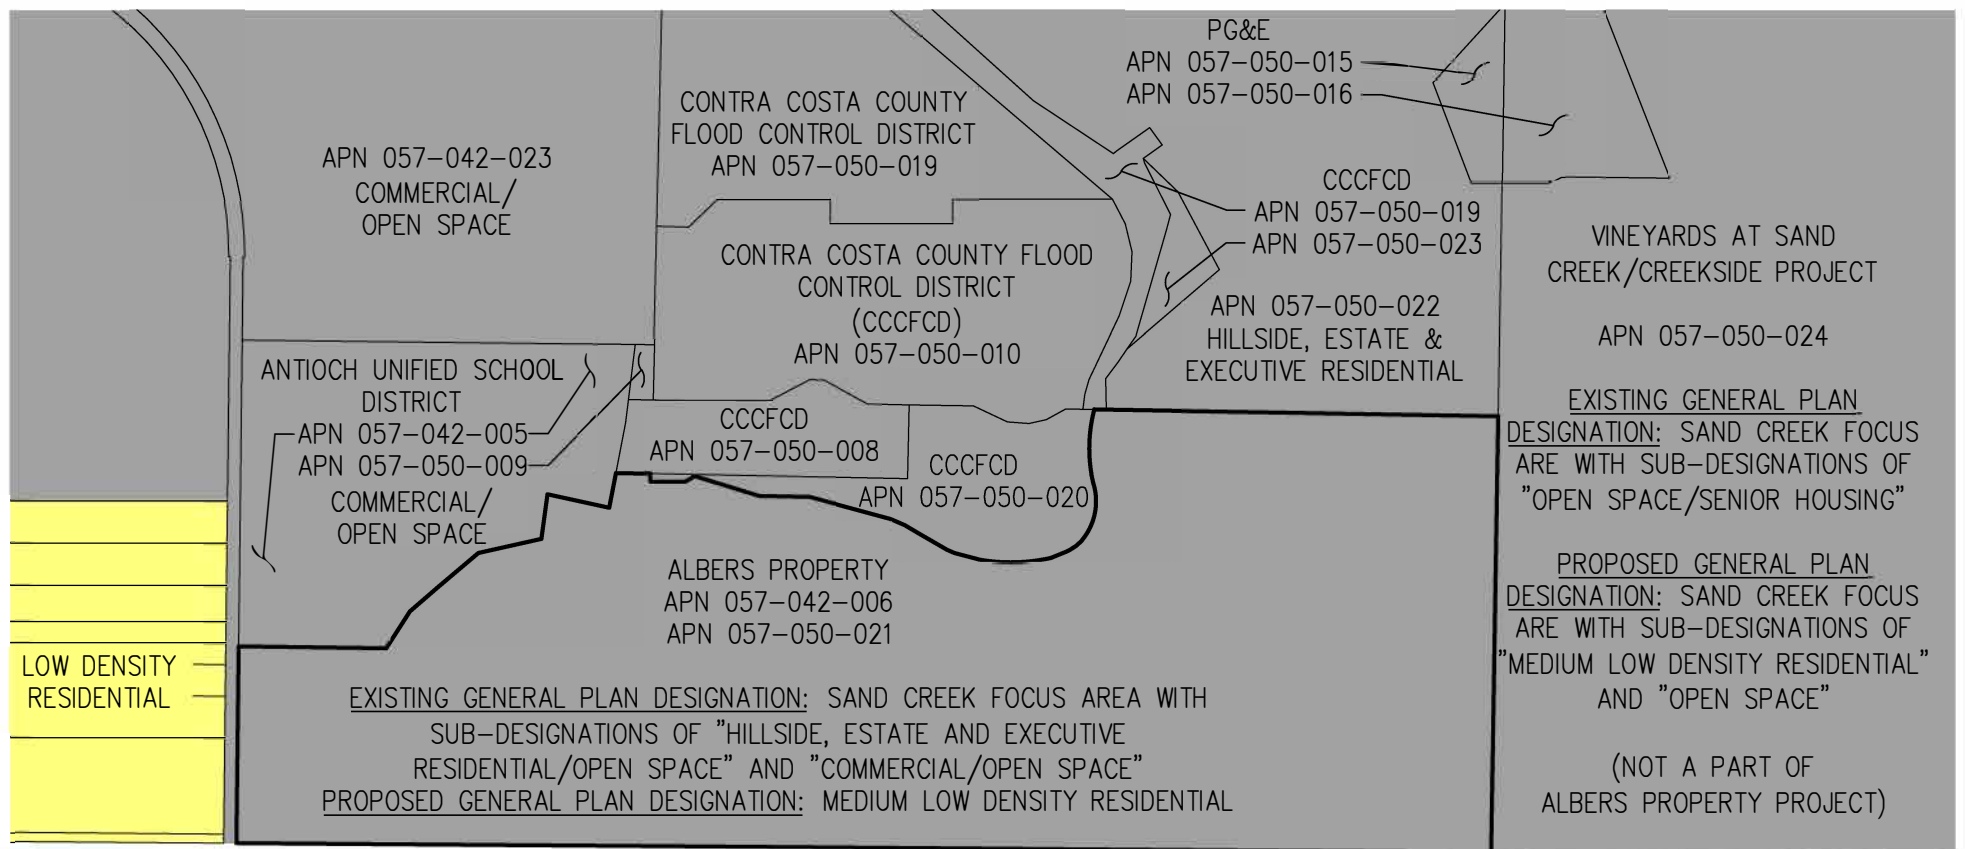 PG&E
APN 057-050-015
APN 057-050-016
CONTRA COSTA COUNTY
FLOOD CONTROL DISTRICT
APN 057-050-019
APN 057-042-023
COMMERCIAL/
OPEN SPACE
CCCFCD
APN 057-050-019
APN 057-050-023
CONTRA COSTA COUNTY FLOOD
CONTROL DISTRICT
(CCCFCD)
APN 057-050-010
APN 057-050-022
HILLSIDE, ESTATE &
EXECUTIVE RESIDENTIAL
VINEYARDS AT SAND
CREEK/CREEKSIDE PROJECT
APN 057-050-024
EXISTING GENERAL PLAN
DESIGNATION: SAND CREEK FOCUS
ARE WITH SUB-DESIGNATIONS OF
"OPEN SPACE/SENIOR HOUSING"
PROPOSED GENERAL PLAN
DESIGNATION: SAND CREEK FOCUS
ARE WITH SUB-DESIGNATIONS OF
"MEDIUM LOW DENSITY RESIDENTIAL"
AND "OPEN SPACE"
(NOT A PART OF
ALBERS PROPERTY PROJECT)
ANTIOCH UNIFIED SCHOOL
DISTRICT
APN 057-042-005
APN 057-050-009
COMMERCIAL/
OPEN SPACE
CCCFCD
APN 057-050-008
CCCFCD
APN 057-050-020
ALBERS PROPERTY
APN 057-042-006
APN 057-050-021
LOW DENSITY
RESIDENTIAL
EXISTING GENERAL PLAN DESIGNATION: SAND CREEK FOCUS AREA WITH
SUB-DESIGNATIONS OF "HILLSIDE, ESTATE AND EXECUTIVE
RESIDENTIAL/OPEN SPACE" AND "COMMERCIAL/OPEN SPACE"
PROPOSED GENERAL PLAN DESIGNATION: MEDIUM LOW DENSITY RESIDENTIAL